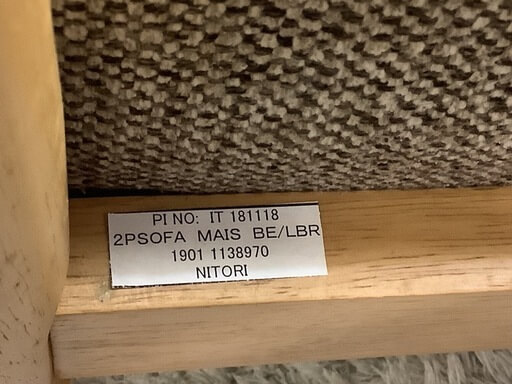 PI NO: IT 181118
2PSOFA MAIS BE/LBR
1901 1138970
NITORI